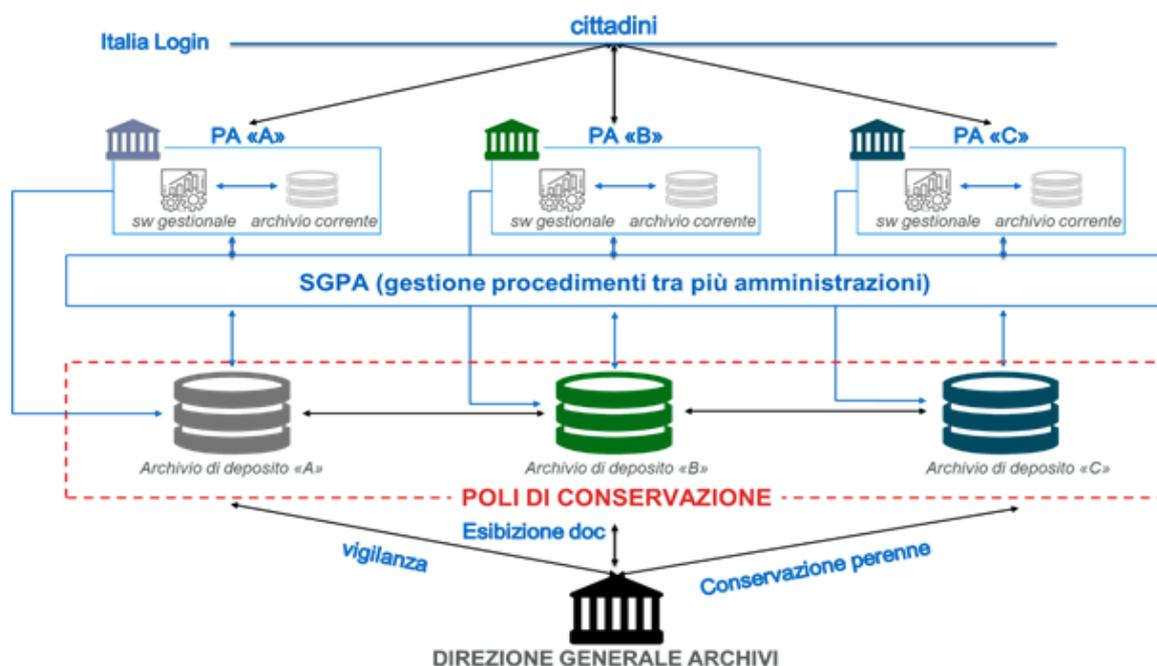 cittadini
Italia Login
PA «A»
PA «B»
PA «C»
sw gestionale
archivio corrente
sw gestionale
archivio corrente
sw gestionale
archivio corrente
SGPA (gestione procedimenti tra più amministrazioni)
Archivio di deposito «A»
Archivio di deposito «B»
Archivio di deposito «C»
POLI DI CONSERVAZIONE
vigilanza
Esibizione doc
Conservazione perenne
DIREZIONE GENERALE ARCHIVI